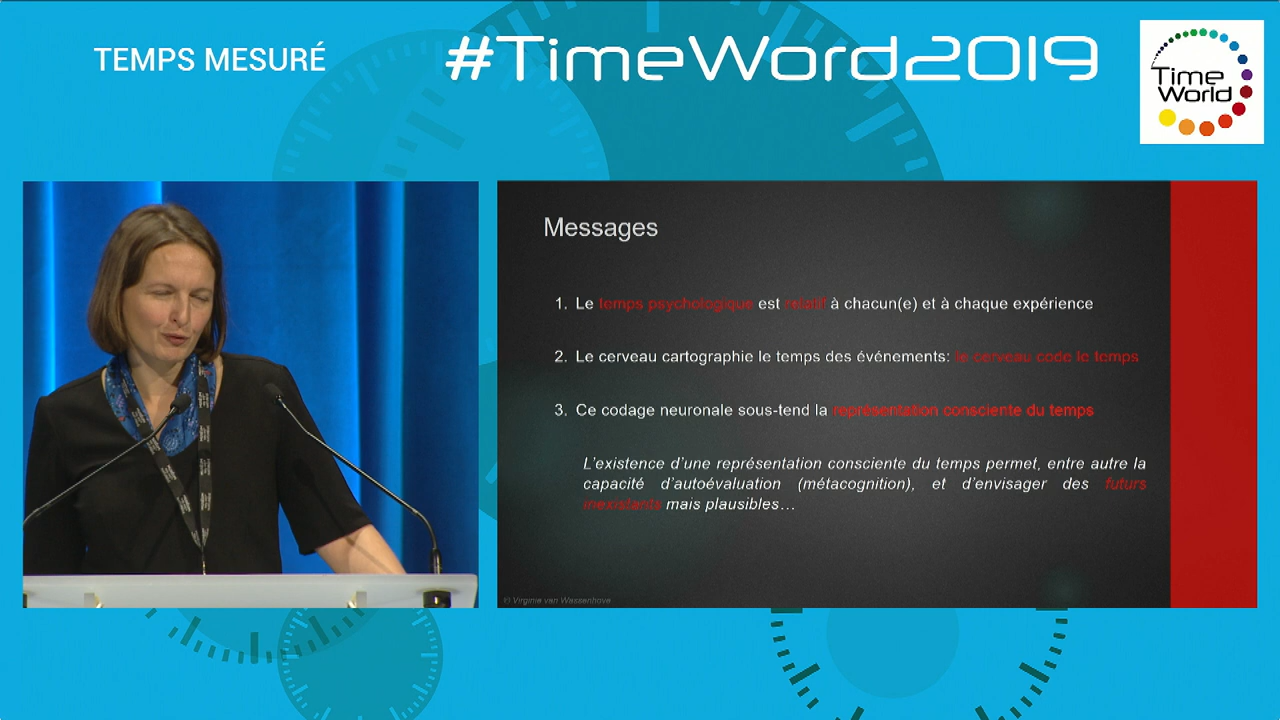 TEMPS MESURÉ
#TimeWord2019
Time
World
Messages
1. Le temps psychologique est relatif à chacun(e) et à chaque expérience
2. Le cerveau cartographie le temps des événements: le cerveau code le temps
3. Ce codage neuronale sous-tend la représentation consciente du temps
L'existence d'une représentation consciente du temps permet, entre autre la
capacité d'autoévaluation (métacognition), et d'envisager des futurs
inexistants mais plausibles…
© Virginie van Wassenhove